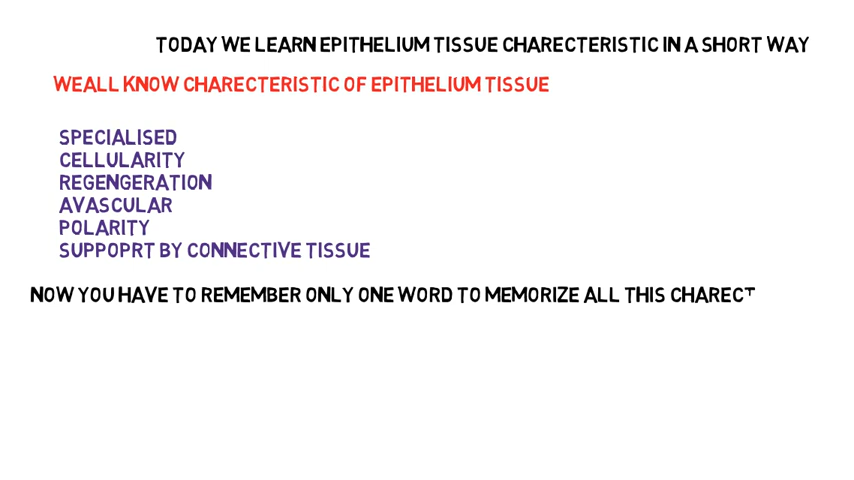 TODAY WE LEARN EPITHELIUM TISSUE CHARECTERISTIC IN A SHORT WAY
WEALL KNOW CHARECTERISTIC OF EPITHELIUM TISSUE
SPECIALISED
CELLULARITY
REGENGERATION
AVASCULAR
POLARITY
SUPPOPRT BY CONNECTIVE TISSUE
NOW YOU HAVE TO REMEMBER ONLY ONE WORD TO MEMORIZE ALL THIS CHARECT